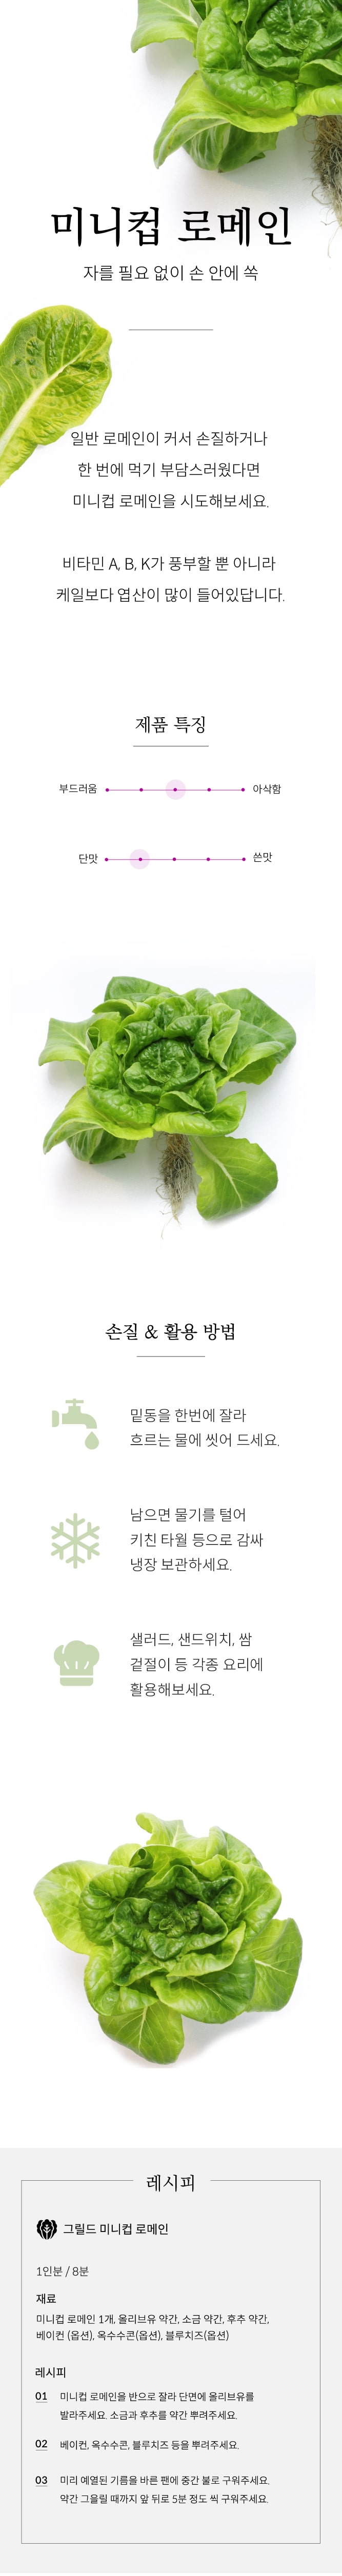 미니컵 로메인
자를 필요 없이 손 안에 쏙
일반 로메인이 커서 손질하거나
한 번에 먹기 부담스러웠다면
미니컵 로메인을 시도해보세요.
비타민 A, B, K가 풍부할 뿐 아니라
케일보다 엽산이 많이 들어있답니다.
제품 특징
부드러움 아삭함
단맛 쓴맛
손질 & 활용 방법
밑동을 한번에 잘라
흐르는 물에 씻어 드세요.
남으면 물기를 털어
키친 타월 등으로 감싸
냉장 보관하세요.
샐러드, 샌드위치, 쌈
겉절이 등 각종 요리에
활용해보세요.
레시피
그릴드 미니컵 로메인
1인분 / 8분
재료
미니컵 로메인 1개, 올리브유 약간, 소금 약간, 후추 약간,
베이컨 (옵션), 옥수수콘(옵션), 블루치즈(옵션)
레시피
01 미니컵 로메인을 반으로 잘라 단면에 올리브유를
발라주세요. 소금과 후추를 약간 뿌려주세요.
02 베이컨, 옥수수콘, 블루치즈 등을 뿌려주세요.
03 미리 예열된 기름을 바른 팬에 중간 불로 구워주세요.
약간 그을릴 때까지 앞 뒤로 5분 정도 씩 구워주세요.